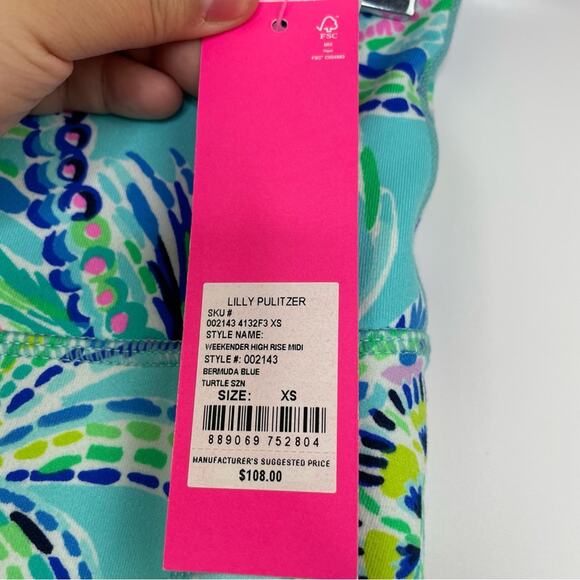 FSC
LILLY PULITZER
SKU #
002143 4132F3 XS
STYLE NAME:
WEEKENDER HIGH RISE MIDI
STYLE #: 002143
BERMUDA BLUE
TURTLE SZN
SIZE: XS
889069 752804
MANUFACTURER'S SUGGESTED PRICE
$108.00